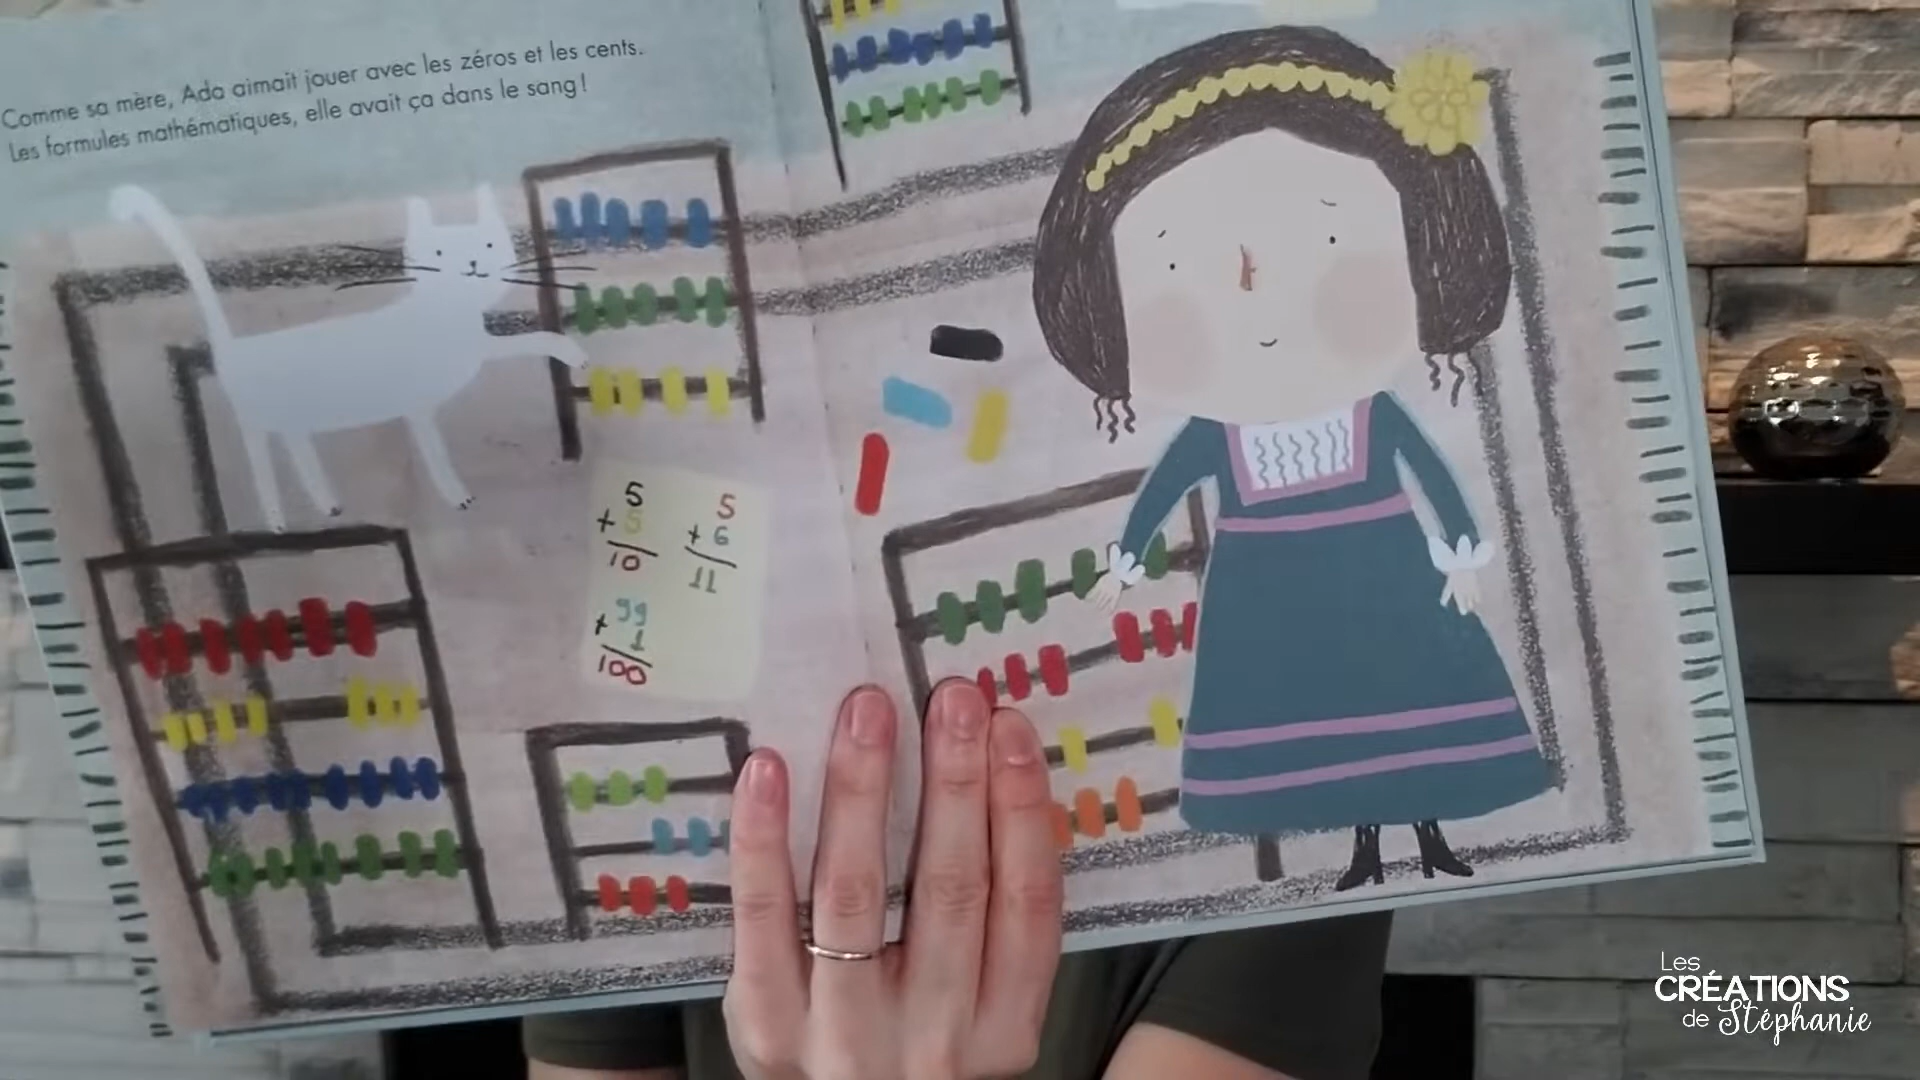 Comme sa mère, Ada aimait jouer avec les zéros et les cents.
Les formules mathématiques, elle avait ça dans le sang!
5
+ 5
10
5
+ 6
11
99
+ 1
100
Les
CRÉATIONS
de Stéphanie